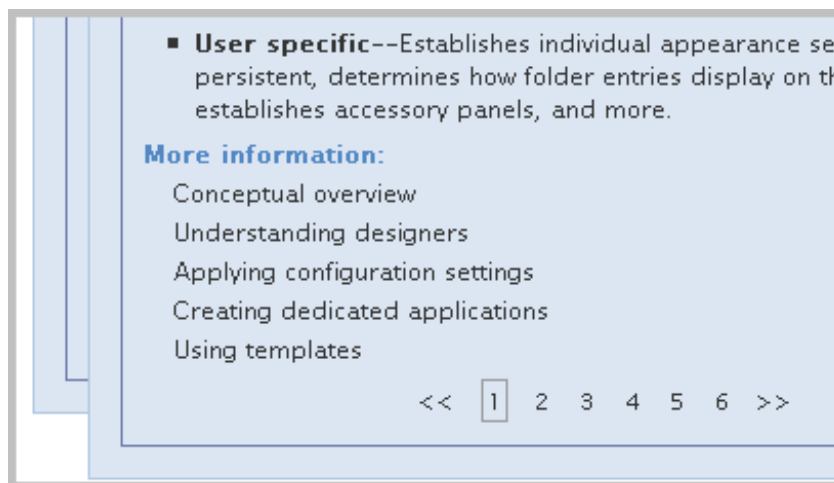 ▪ User specific--Establishes individual appearance se
persistent, determines how folder entries display on th
establishes accessory panels, and more.
More information:
Conceptual overview
Understanding designers
Applying configuration settings
Creating dedicated applications
Using templates
<< 1 2 3 4 5 6 >>